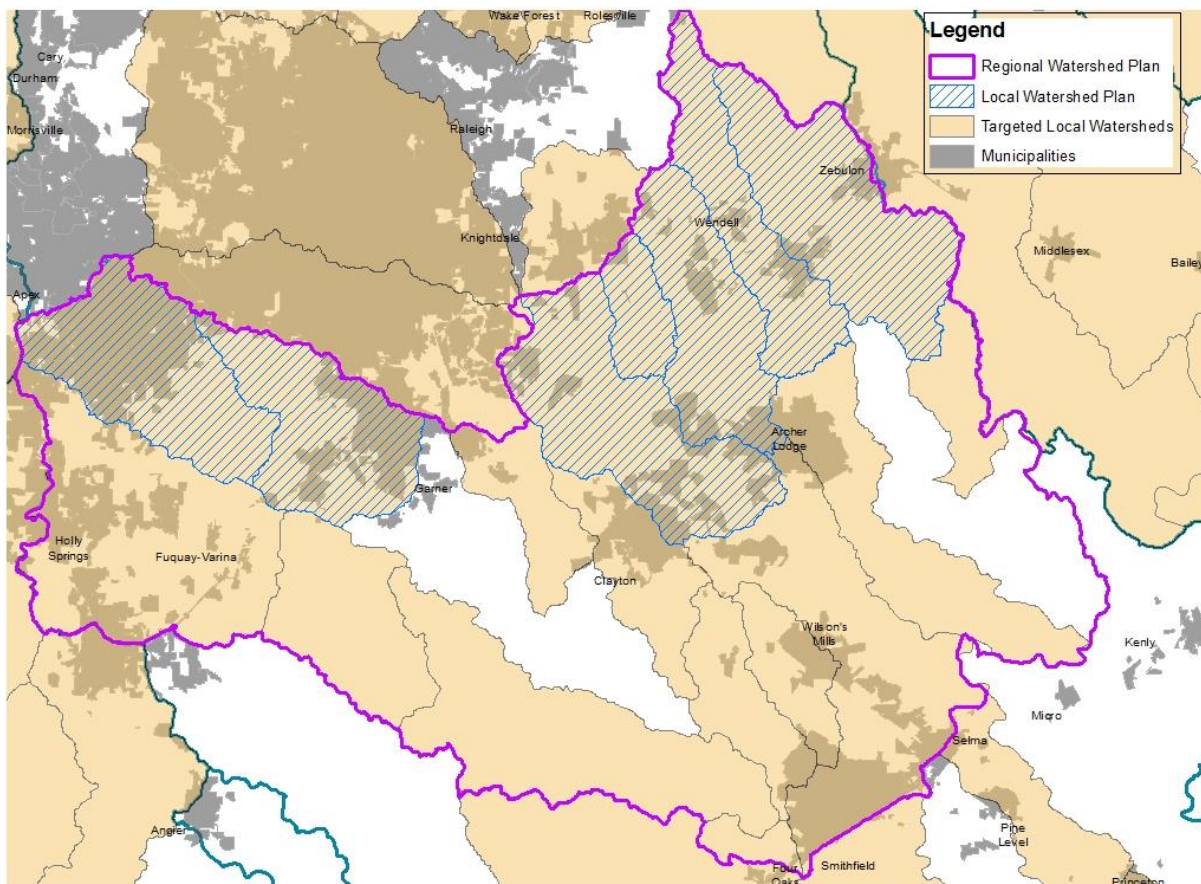 Wake Forest
Rolesville
Legend
Regional Watershed Plan
Local Watershed Plan
Targeted Local Watersheds
Municipalities
Cary
Durham
Morrisville
Raleigh
Zebulon
Wendell
Knightdale
Middlesex
Bailey
Apex
Archer
Lodge
Garner
Holly
Springs
Fuquay-Varina
Clayton
Wilson's
Mills
Kenly
Micro
Selma
Angier
Pine
Level
Four
Oaks
Smithfield
Princeton